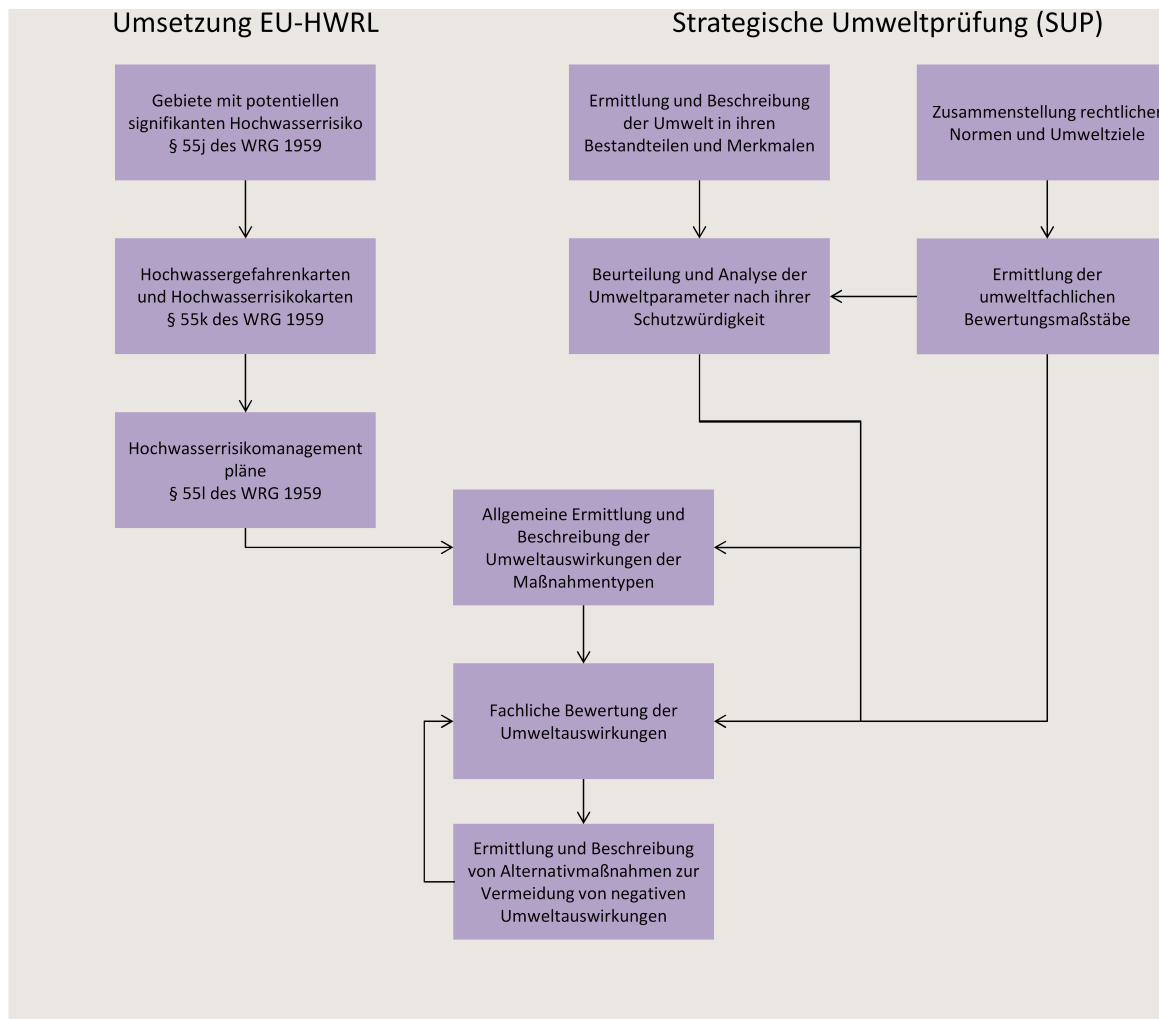 Umsetzung EU-HWRL
Strategische Umweltprüfung (SUP)
Gebiete mit potentiellen
signifikanten Hochwasserrisiko
§ 55j des WRG 1959
Ermittlung und Beschreibung
der Umwelt in ihren
Bestandteilen und Merkmalen
Zusammenstellung rechtlicher
Normen und Umweltziele
Hochwassergefahrenkarten
und Hochwasserrisikokarten
§ 55k des WRG 1959
Beurteilung und Analyse der
Umweltparameter nach ihrer
Schutzwürdigkeit
Ermittlung der
umweltfachlichen
Bewertungsmaßstäbe
Hochwasserrisikomanagement
pläne
§ 55l des WRG 1959
Allgemeine Ermittlung und
Beschreibung der
Umweltauswirkungen der
Maßnahmentypen
Fachliche Bewertung der
Umweltauswirkungen
Ermittlung und Beschreibung
von Alternativmaßnahmen zur
Vermeidung von negativen
Umweltauswirkungen